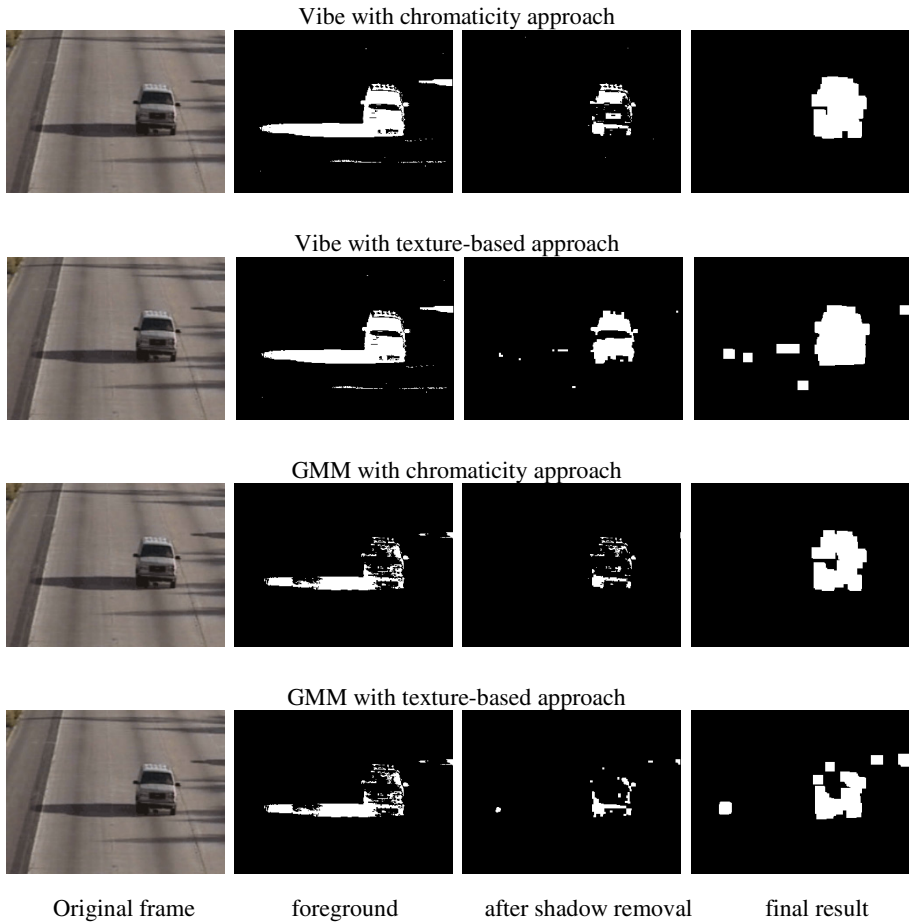 Vibe with chromaticity approach
Vibe with texture-based approach
GMM with chromaticity approach
GMM with texture-based approach
Original frame foreground after shadow removal final result